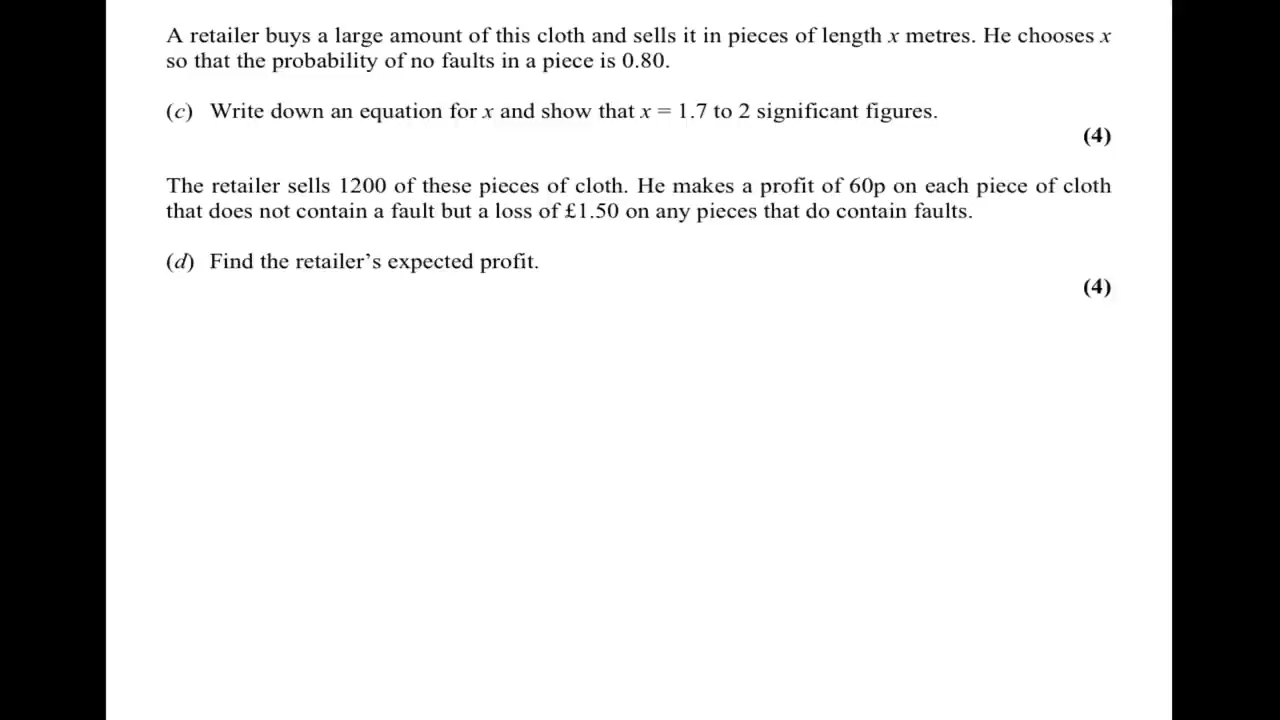 A retailer buys a large amount of this cloth and sells it in pieces of length x metres. He chooses x
so that the probability of no faults in a piece is 0.80.
(c) Write down an equation for x and show that x = 1.7 to 2 significant figures.
(4)
The retailer sells 1200 of these pieces of cloth. He makes a profit of 60p on each piece of cloth
that does not contain a fault but a loss of £1.50 on any pieces that do contain faults.
(d) Find the retailer’s expected profit.
(4)